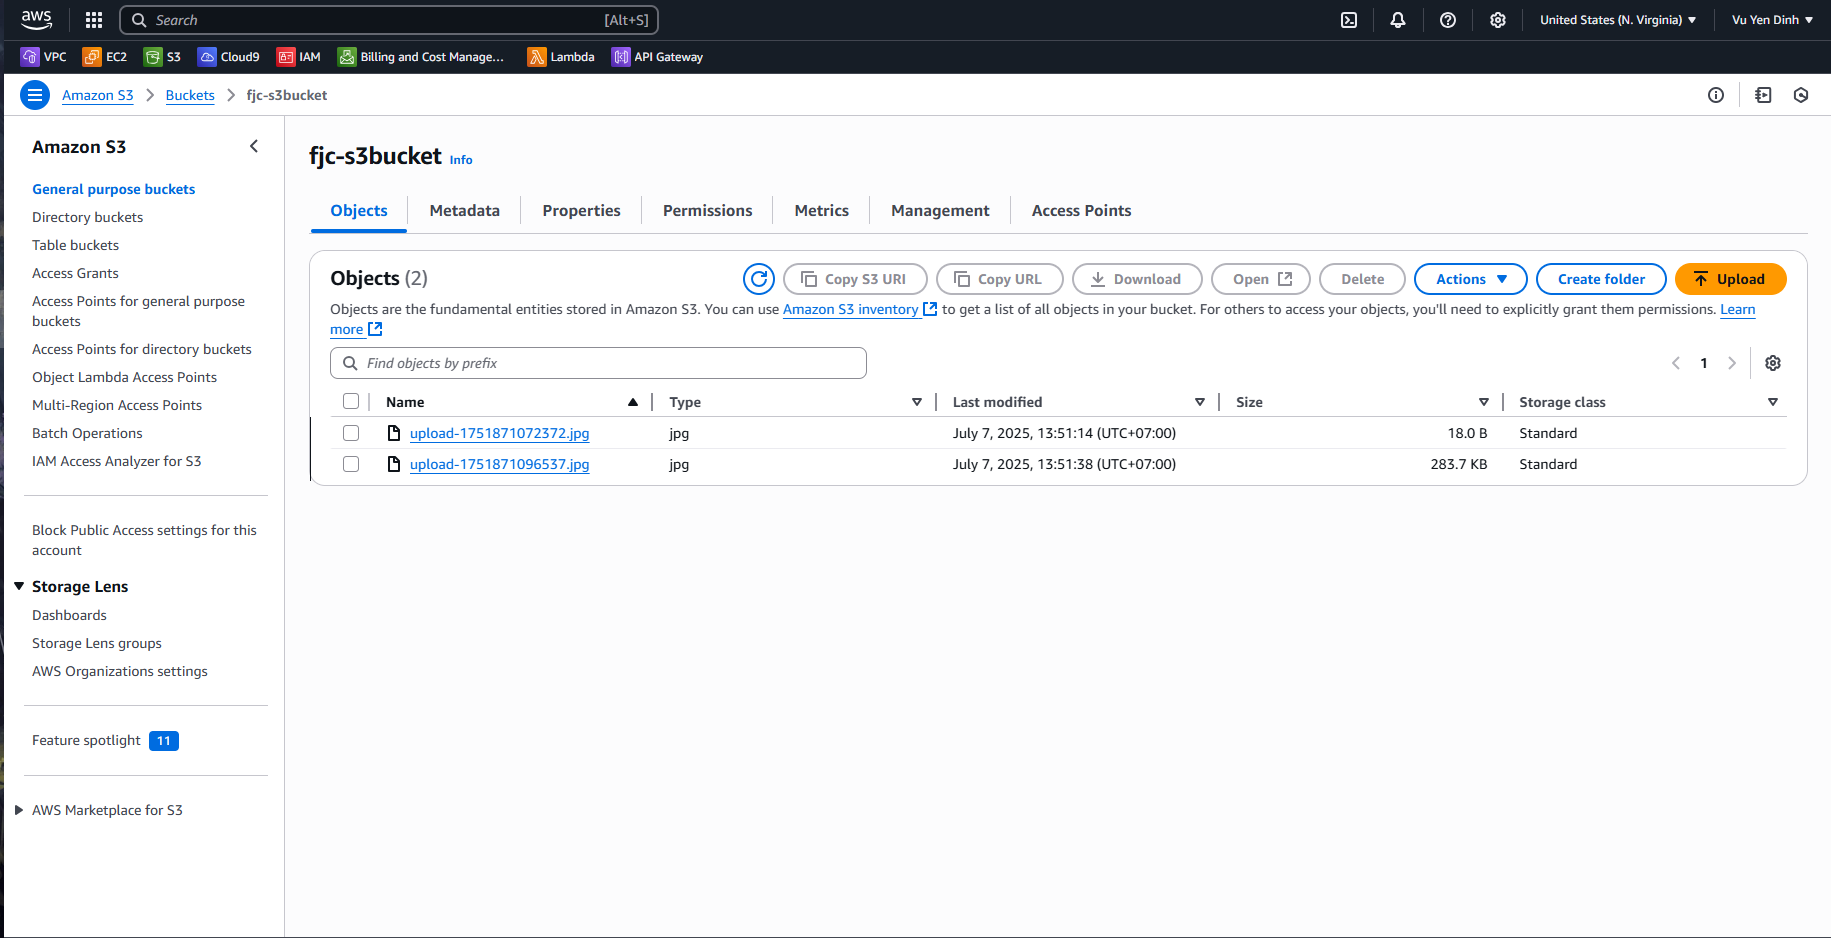 aws
Search [Alt+S]
United States (N. Virginia) Vu Yen Dinh
VPC EC2 S3 Cloud9 IAM Billing and Cost Manage... Lambda API Gateway
Amazon S3 > Buckets > fjc-s3bucket
Amazon S3
General purpose buckets
Directory buckets
Table buckets
Access Grants
Access Points for general purpose
buckets
Access Points for directory buckets
Object Lambda Access Points
Multi-Region Access Points
Batch Operations
IAM Access Analyzer for S3
Block Public Access settings for this
account
Storage Lens
Dashboards
Storage Lens groups
AWS Organizations settings
Feature spotlight 11
AWS Marketplace for S3
fjc-s3bucket Info
Objects Metadata Properties Permissions Metrics Management Access Points
Objects (2)
Copy S3 URI Copy URL Download Open Delete Actions Create folder Upload
Objects are the fundamental entities stored in Amazon S3. You can use Amazon S3 inventory to get a list of all objects in your bucket. For others to access your objects, you'll need to explicitly grant them permissions. Learn
more
Find objects by prefix
1
Name Type Last modified Size Storage class
upload-1751871072372.jpg jpg July 7, 2025, 13:51:14 (UTC+07:00) 18.0 B Standard
upload-1751871096537.jpg jpg July 7, 2025, 13:51:38 (UTC+07:00) 283.7 KB Standard